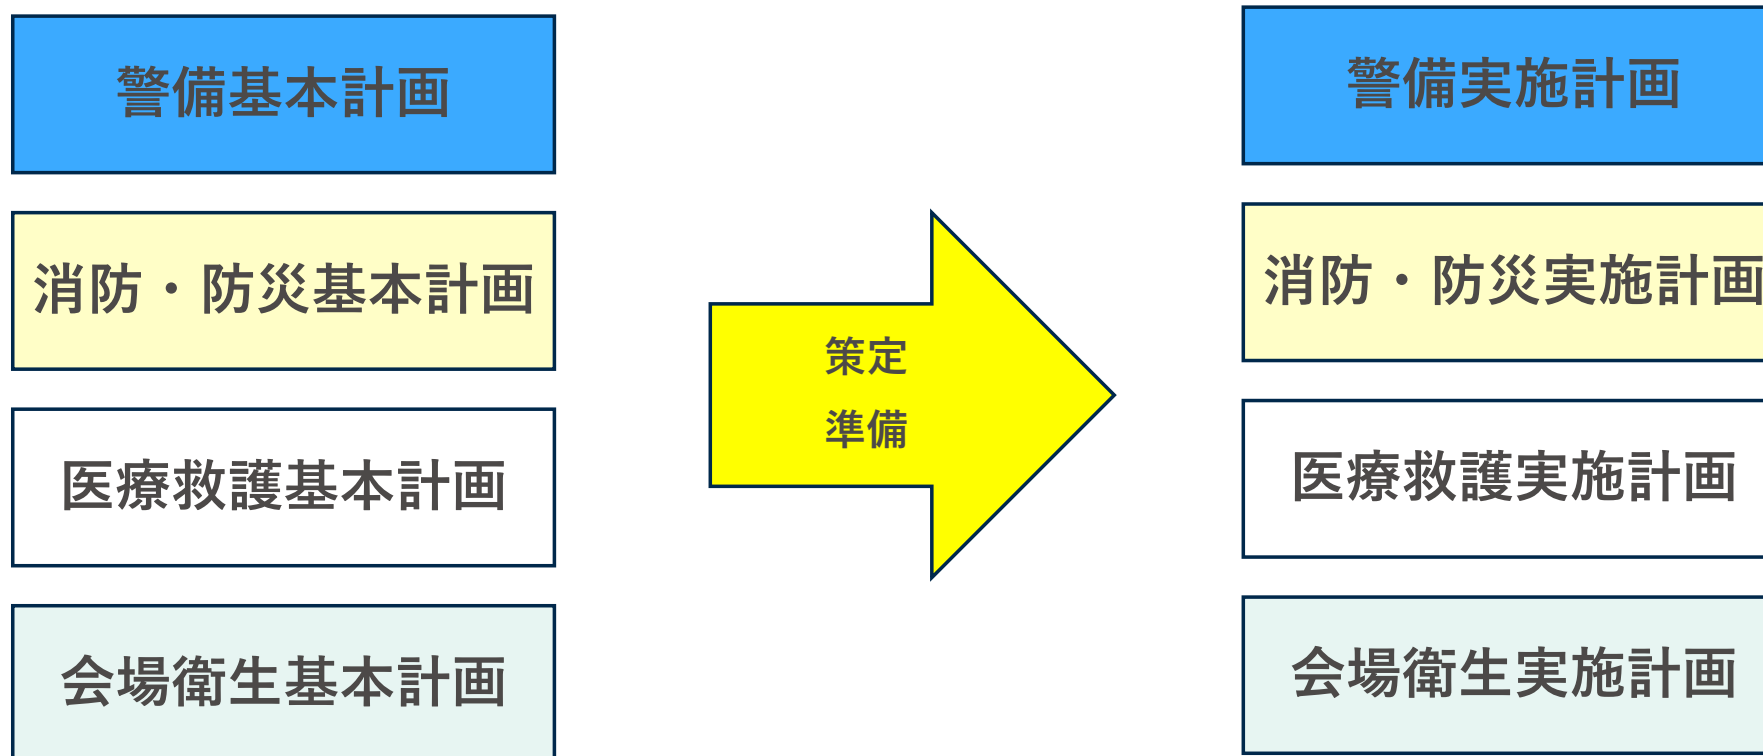 警備基本計画
消防・防災基本計画
医療救護基本計画
会場衛生基本計画
策定
準備
警備実施計画
消防・防災実施計画
医療救護実施計画
会場衛生実施計画